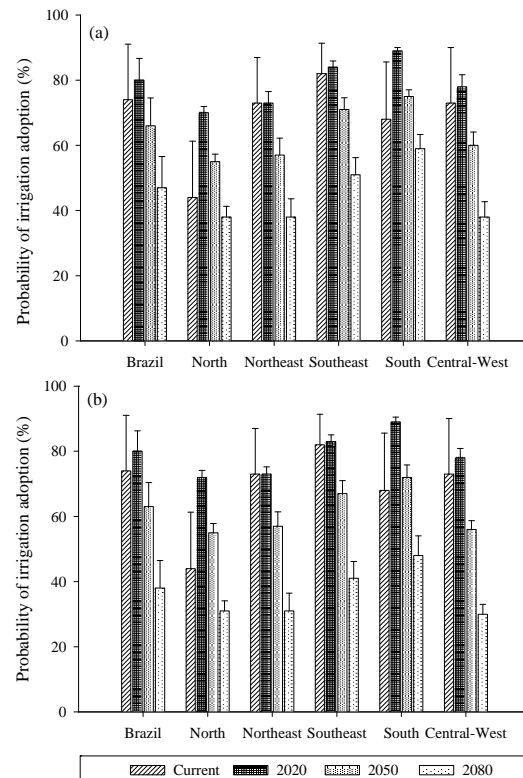 (a)
Probability of irrigation adoption (%)
100
80
60
40
20
0
Brazil North Northeast Southeast South Central-West
(b)
Probability of irrigation adoption (%)
100
80
60
40
20
0
Brazil North Northeast Southeast South Central-West
Current 2020 2050 2080